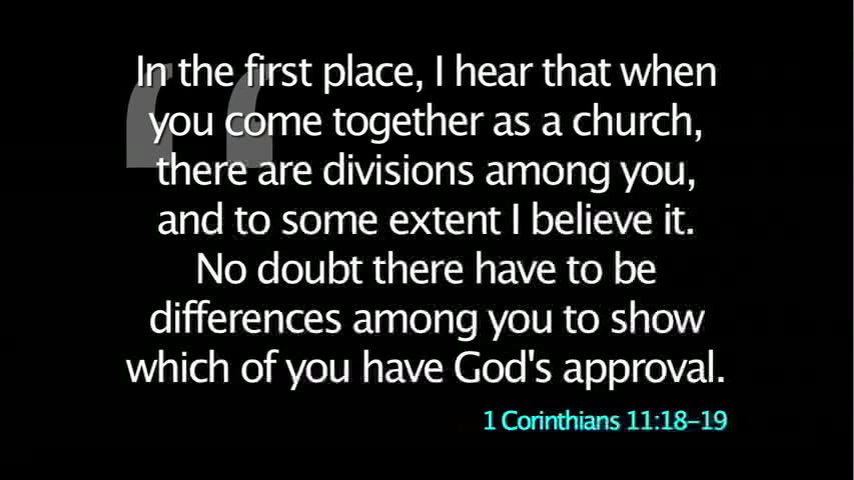 In the first place, I hear that when
you come together as a church,
there are divisions among you,
and to some extent I believe it.
No doubt there have to be
differences among you to show
which of you have God's approval.
1 Corinthians 11:18–19